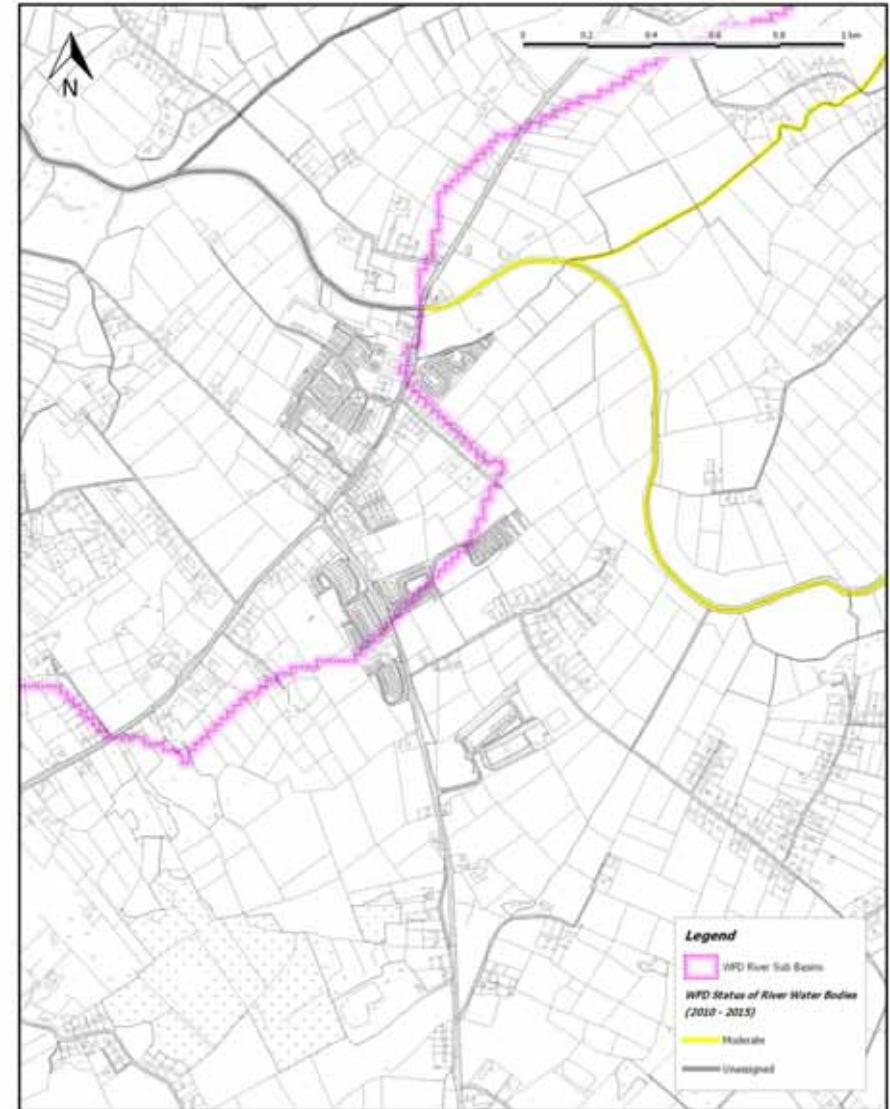 N
0 0.2 0.4 0.6 0.8 1 km
Legend
WFD River Sub Basins
WFD Status of River Water Bodies
(2010 - 2015)
Moderate
Unassigned